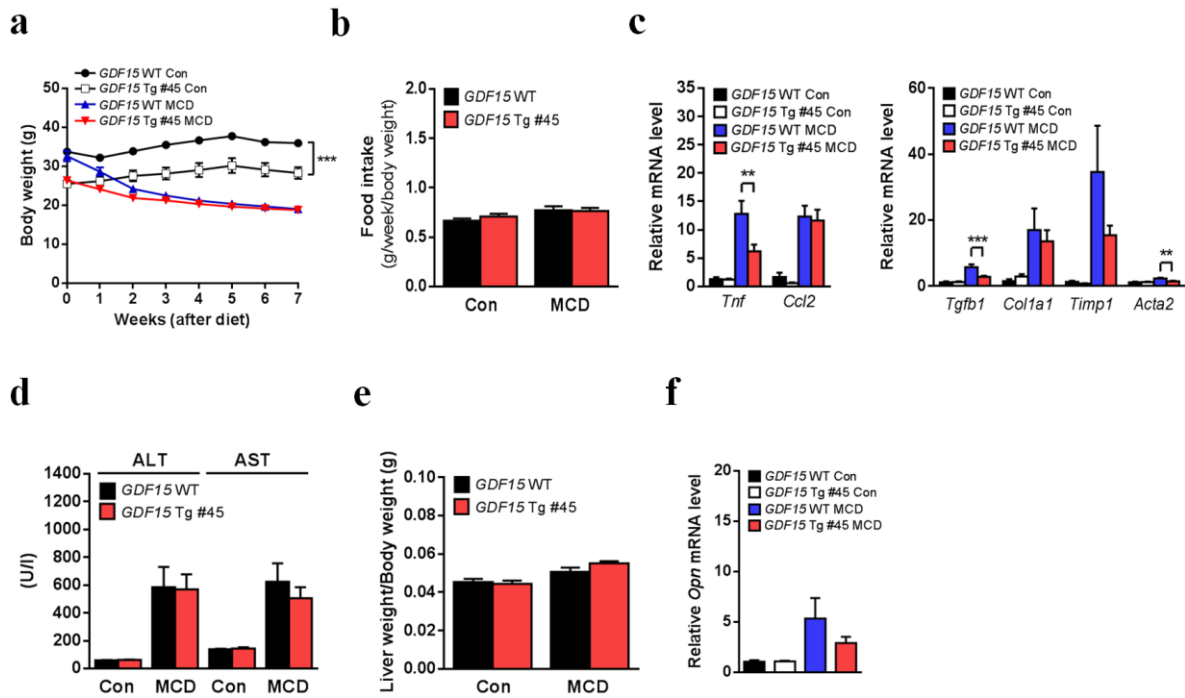 a
GDF15 WT Con
GDF15 Tg #45 Con
GDF15 WT MCD
GDF15 Tg #45 MCD
Body weight (g)
50
40
30
20
10
0
***
0 1 2 3 4 5 6 7
Weeks (after diet)
b
GDF15 WT
GDF15 Tg #45
Food intake
(g/week/body weight)
2.0
1.5
1.0
0.5
0.0
Con MCD
c
GDF15 WT Con
GDF15 Tg #45 Con
GDF15 WT MCD
GDF15 Tg #45 MCD
Relative mRNA level
35
30
25
20
15
10
5
0
**
Tnf Ccl2
GDF15 WT Con
GDF15 Tg #45 Con
GDF15 WT MCD
GDF15 Tg #45 MCD
Relative mRNA level
60
40
20
0
***
**
Tgfb1 Col1a1 Timp1 Acta2
d
ALT AST
GDF15 WT
GDF15 Tg #45
(U/l)
1400
1200
1000
800
600
400
200
0
Con MCD Con MCD
e
GDF15 WT
GDF15 Tg #45
Liver weight/Body weight (g)
0.10
0.08
0.06
0.04
0.02
0.00
Con MCD
f
GDF15 WT Con
GDF15 Tg #45 Con
GDF15 WT MCD
GDF15 Tg #45 MCD
Relative Opn mRNA level
20
15
10
5
0